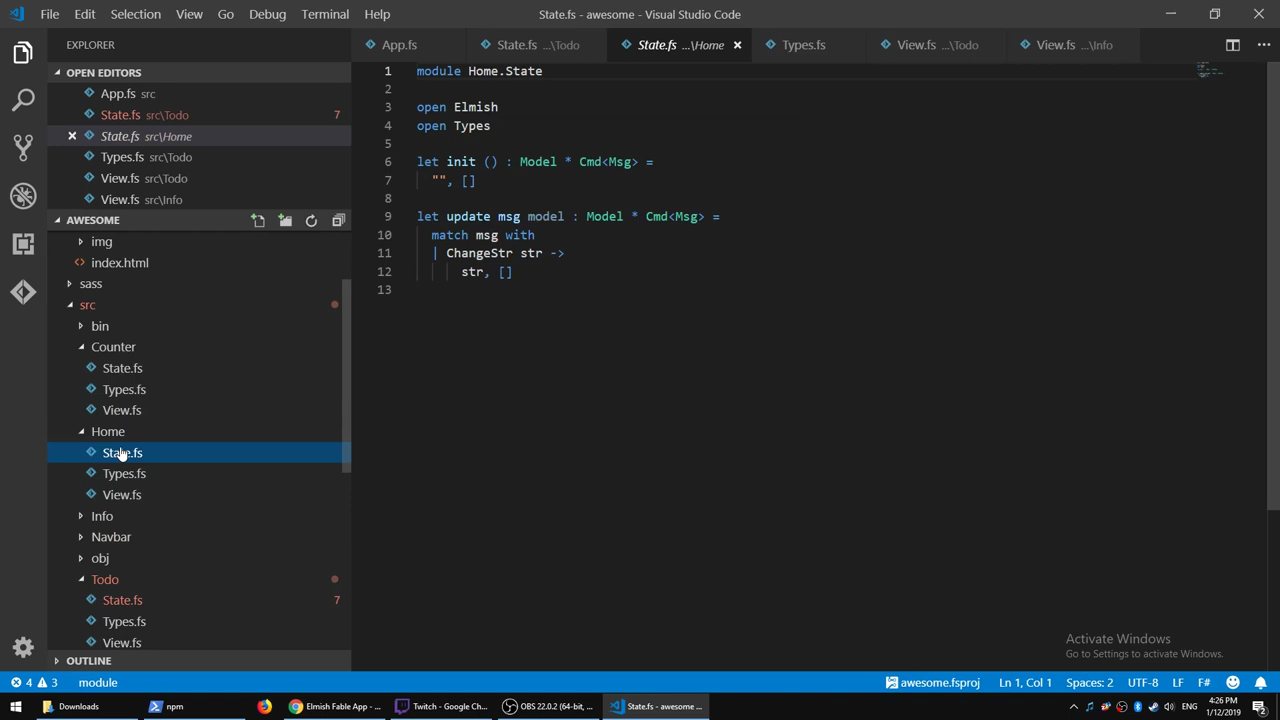 File Edit Selection View Go Debug Terminal Help
State.fs - awesome - Visual Studio Code
EXPLORER
OPEN EDITORS
App.fs src
State.fs src\Todo 7
State.fs src\Home
Types.fs src\Todo
View.fs src\Todo
View.fs src\Info
AWESOME
img
index.html
sass
src
bin
Counter
State.fs
Types.fs
View.fs
Home
State.fs
Types.fs
View.fs
Info
Navbar
obj
Todo
State.fs 7
Types.fs
View.fs
OUTLINE
App.fs
State.fs ...\Todo
State.fs ...\Home
Types.fs
View.fs ...\Todo
View.fs ...\Info
1 module Home.State
2
3 open Elmish
4 open Types
5
6 let init () : Model * Cmd<Msg> =
7 "", []
8
9 let update msg model : Model * Cmd<Msg> =
10 match msg with
11 | ChangeStr str ->
12 str, []
13
Activate Windows
Go to Settings to activate Windows.
4 3 module
awesome.fsproj Ln 1, Col 1 Spaces: 2 UTF-8 LF F#
Downloads
npm
Elmish Fable App - ...
Twitch - Google Ch...
OBS 22.0.2 (64-bit, ...
State.fs - awesome ...
ENG
4:26 PM
1/12/2019
2